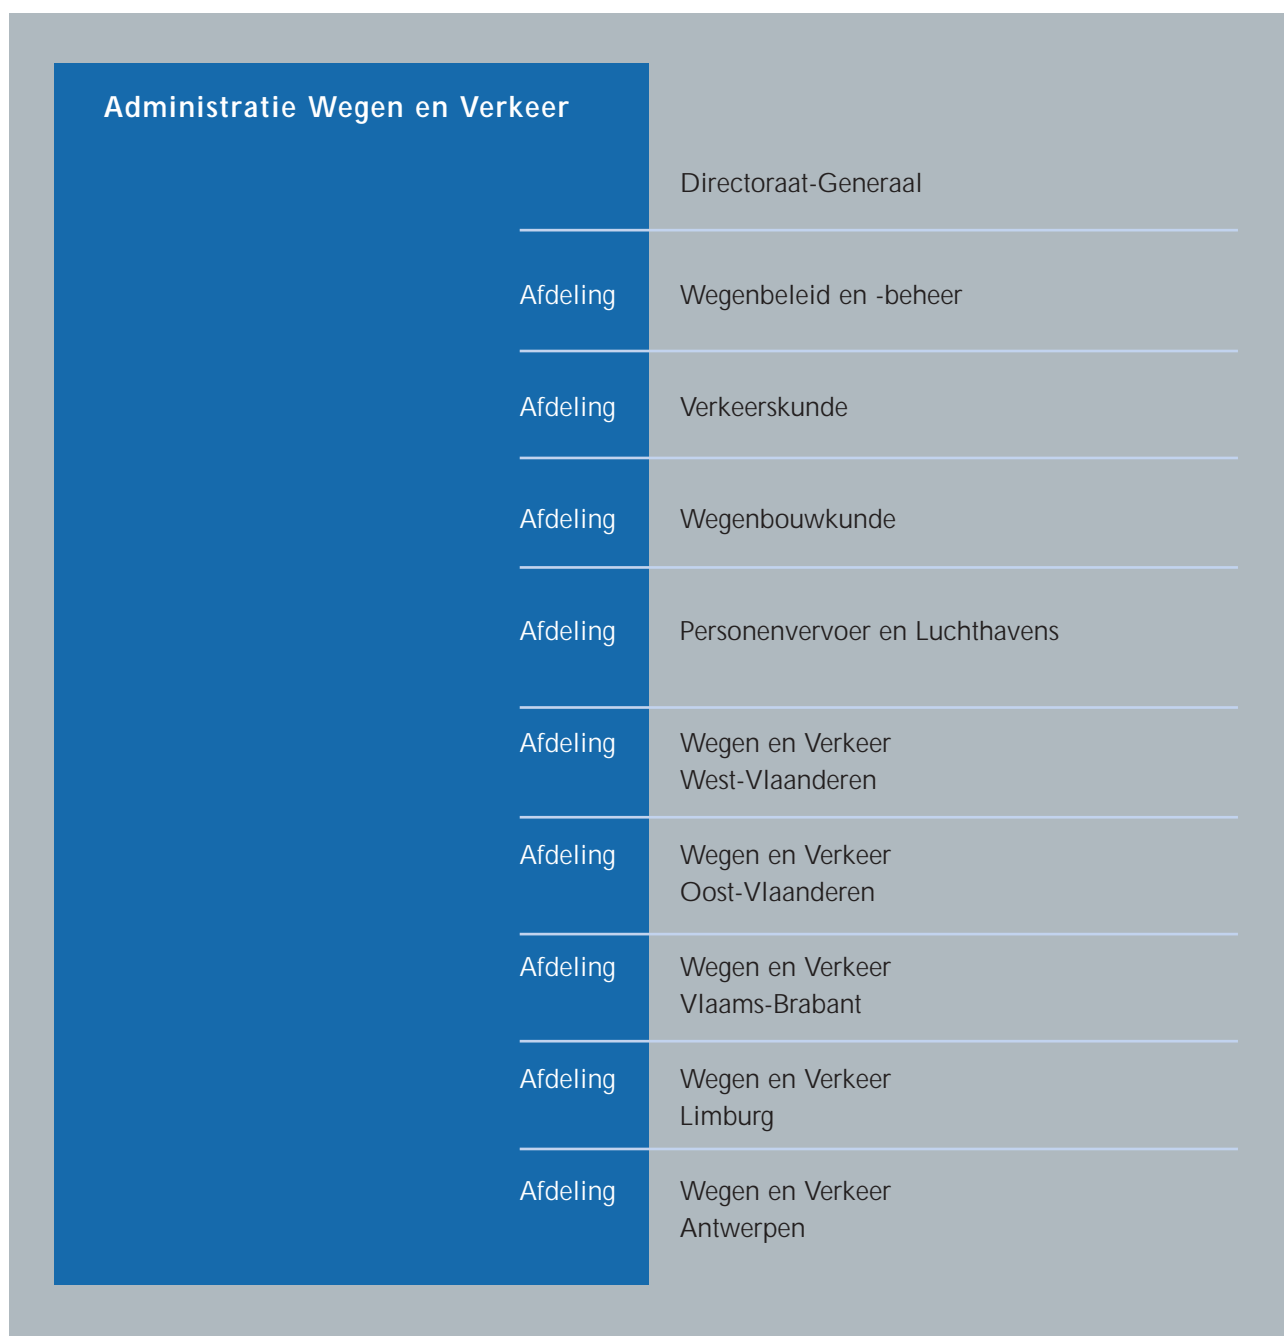 Administratie Wegen en Verkeer
Directoraat-Generaal
Afdeling Wegenbeleid en -beheer
Afdeling Verkeerskunde
Afdeling Wegenbouwkunde
Afdeling Personenvervoer en Luchthavens
Afdeling Wegen en Verkeer
West-Vlaanderen
Afdeling Wegen en Verkeer
Oost-Vlaanderen
Afdeling Wegen en Verkeer
Vlaams-Brabant
Afdeling Wegen en Verkeer
Limburg
Afdeling Wegen en Verkeer
Antwerpen